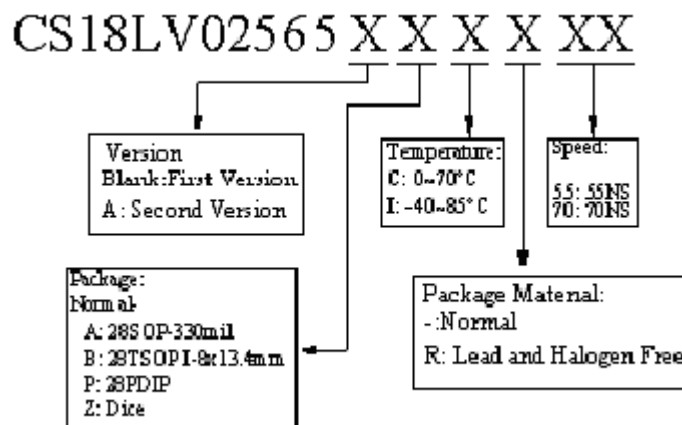 CS18LV02565 X X X X XX
Version
Blank:First Version
A: Second Version
Temperature:
C: 0~70°C
I: -40~85°C
Speed:
55: 55NS
70: 70NS
Package:
Normal
A: 28SOP-330mil
B: 28TSOPI-8x13.4mm
P: 28PDIP
Z: Dice
Package Material:
-:Normal
R: Lead and Halogen Free